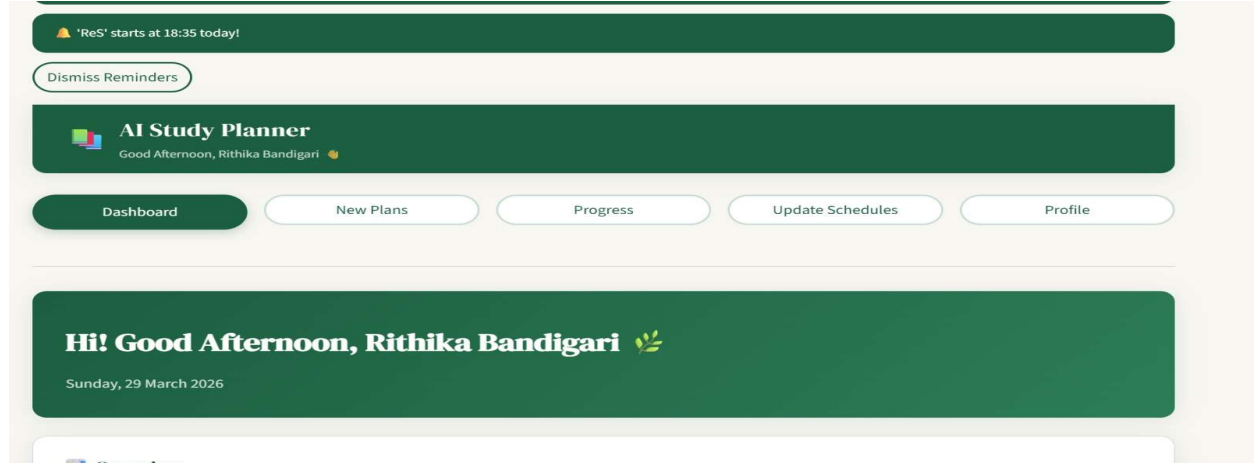 🔔 'ReS' starts at 18:35 today!
Dismiss Reminders
AI Study Planner
Good Afternoon, Rithika Bandigari 👋
Dashboard
New Plans
Progress
Update Schedules
Profile
Hi! Good Afternoon, Rithika Bandigari 🌿
Sunday, 29 March 2026